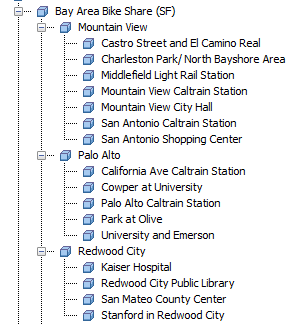 Bay Area Bike Share (SF)
Mountain View
Castro Street and El Camino Real
Charleston Park/ North Bayshore Area
Middlefield Light Rail Station
Mountain View Caltrain Station
Mountain View City Hall
San Antonio Caltrain Station
San Antonio Shopping Center
Palo Alto
California Ave Caltrain Station
Cowper at University
Palo Alto Caltrain Station
Park at Olive
University and Emerson
Redwood City
Kaiser Hospital
Redwood City Public Library
San Mateo County Center
Stanford in Redwood City